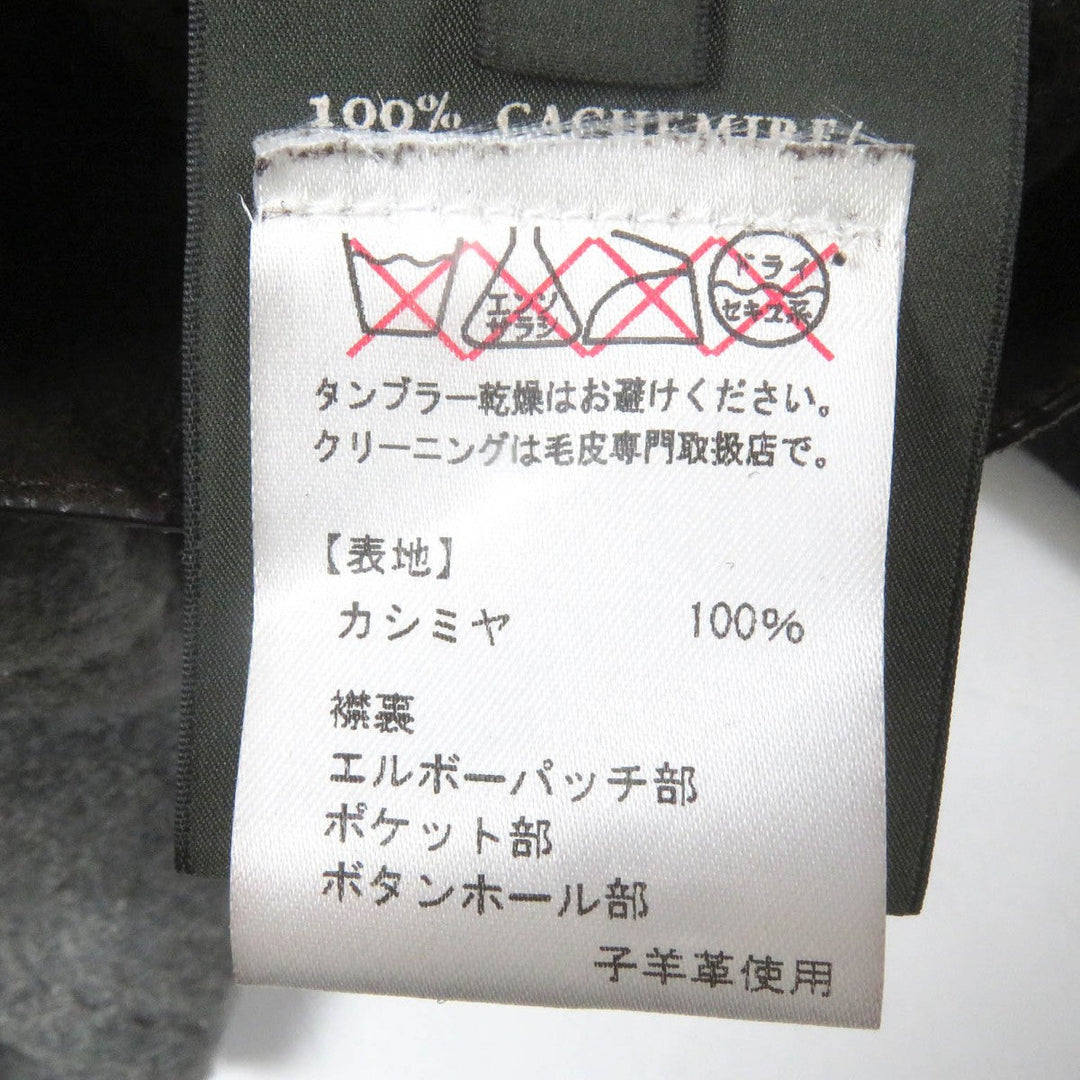 100% CACHEMIRE/
エンソ ドライ
サラシ セキユ系
タンブラー乾燥はお避けください。
クリーニングは毛皮専門取扱店で。
【表地】
カシミヤ 100%
襟裏
エルボーパッチ部
ポケット部
ボタンホール部
子羊革使用